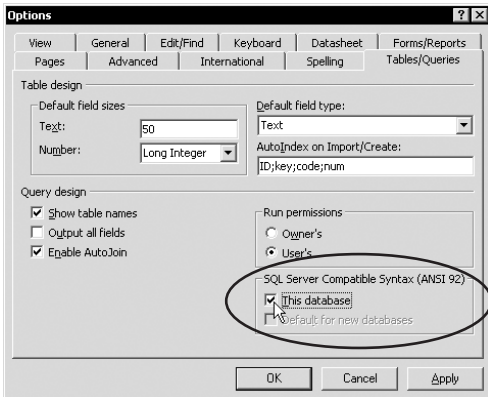 Options
View General Edit/Find Keyboard Datasheet Forms/Reports
Pages Advanced International Spelling Tables/Queries
Table design
Default field sizes
Text: 50
Number: Long Integer
Default field type:
Text
AutoIndex on Import/Create:
ID;key;code;num
Query design
Show table names
Output all fields
Enable AutoJoin
Run permissions
Owner's
User's
SQL Server Compatible Syntax (ANSI 92)
This database
Default for new databases
OK Cancel Apply